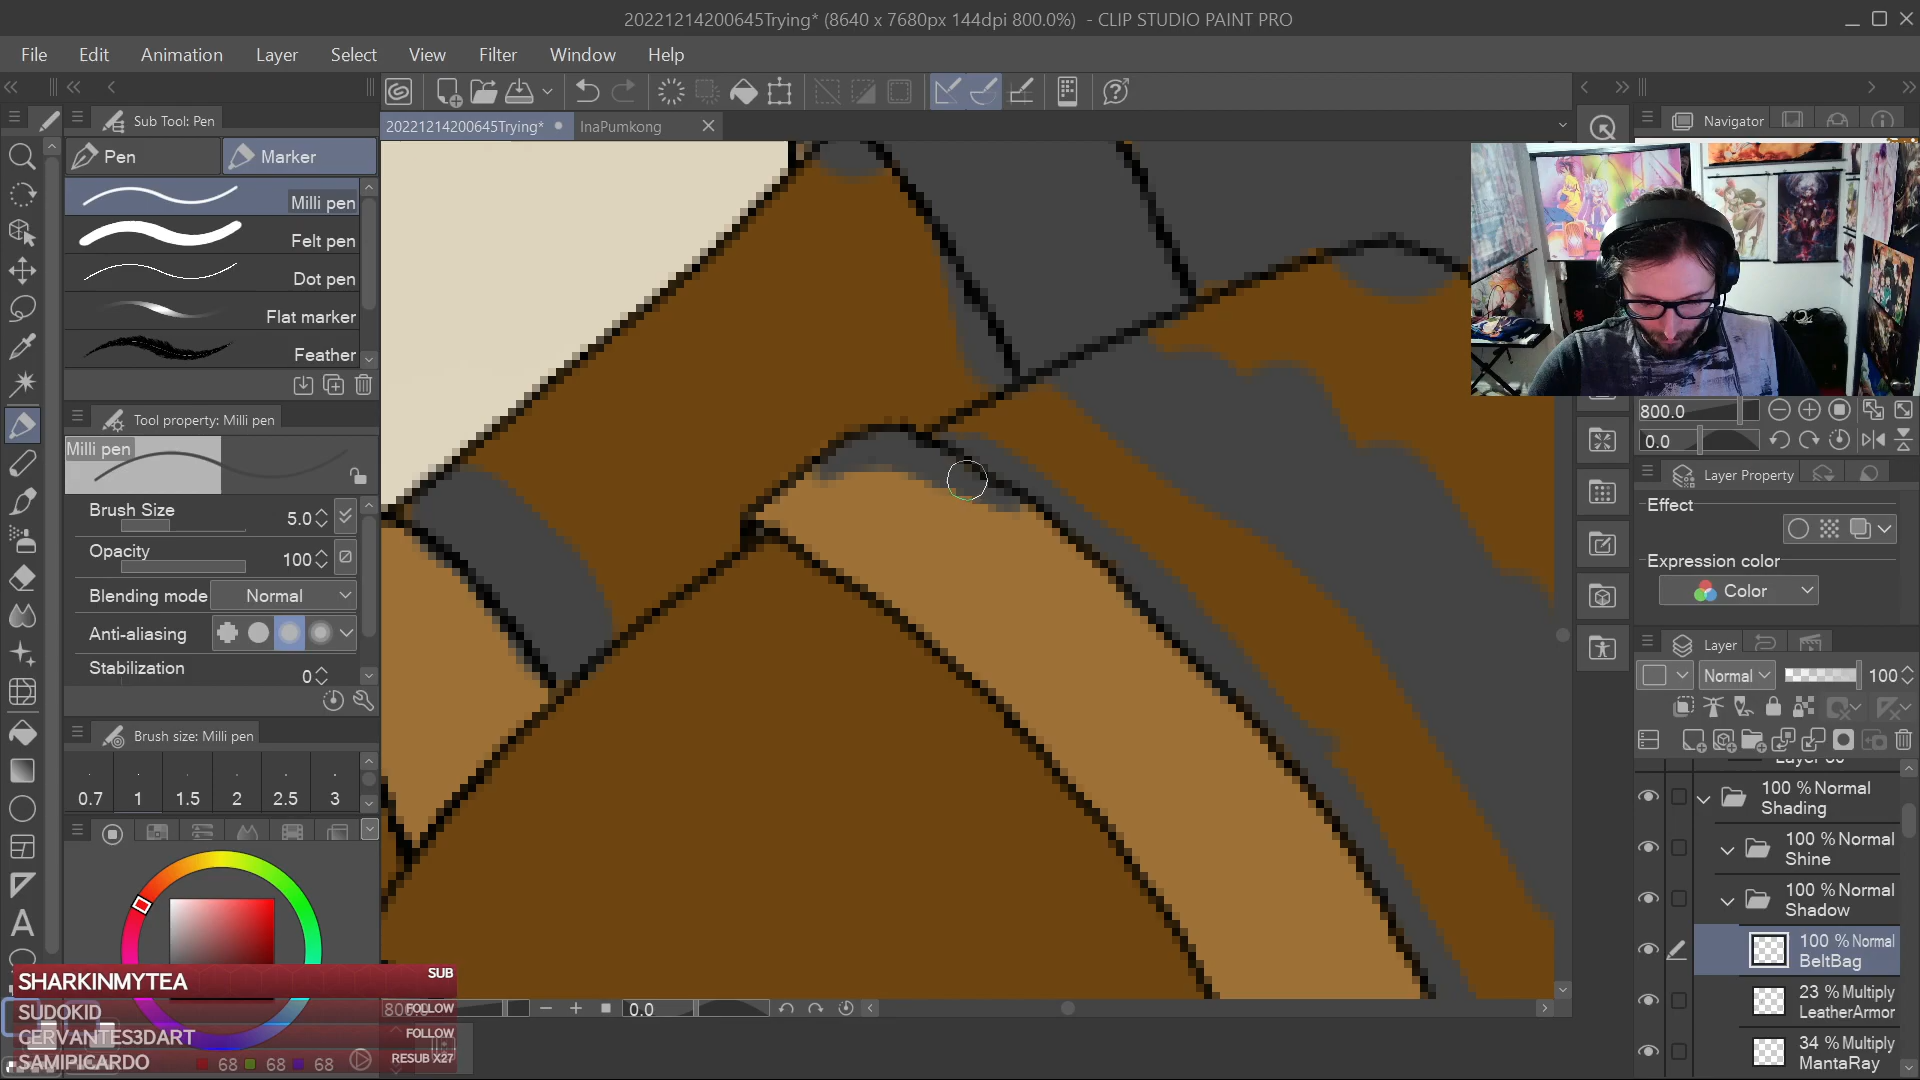 20221214200645Trying* (8640 x 7680px 144dpi 800.0%) - CLIP STUDIO PAINT PRO
File Edit Animation Layer Select View Filter Window Help
Sub Tool: Pen
Navigator
20221214200645Trying*
InaPumkong
Pen
Marker
Milli pen
Felt pen
Dot pen
Flat marker
Feather
800.0
0.0
Tool property: Milli pen
Milli pen
Layer Property
Effect
Brush Size 5.0
Opacity 100
Expression color
Blending mode Normal
Color
Anti-aliasing
Stabilization 0
Layer
Normal 100
Brush size: Milli pen
0.7 1 1.5 2 2.5 3
100 % Normal
Shading
100 % Normal
Shine
100 % Normal
Shadow
100 % Normal
BeltBag
23 % Multiply
LeatherArmor
34 % Multiply
MantaRay
SHARKINMYTEA SUB
SUDOKID FOLLOW
CERVANTES3DART FOLLOW
SAMIPICARDO RESUB X27
68 68 68
0.0